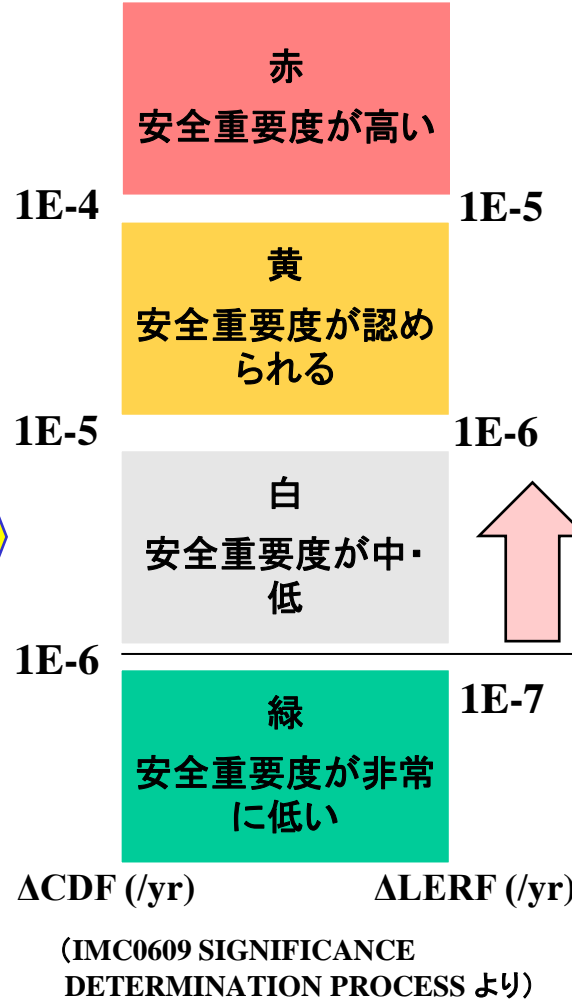 赤
安全重要度が高い
1E-4
1E-5
黄
安全重要度が認め
られる
1E-5
1E-6
白
安全重要度が中・
低
1E-6
1E-7
緑
安全重要度が非常
に低い
ΔCDF (/yr)
ΔLERF (/yr)
（IMC0609 SIGNIFICANCE
DETERMINATION PROCESS より）